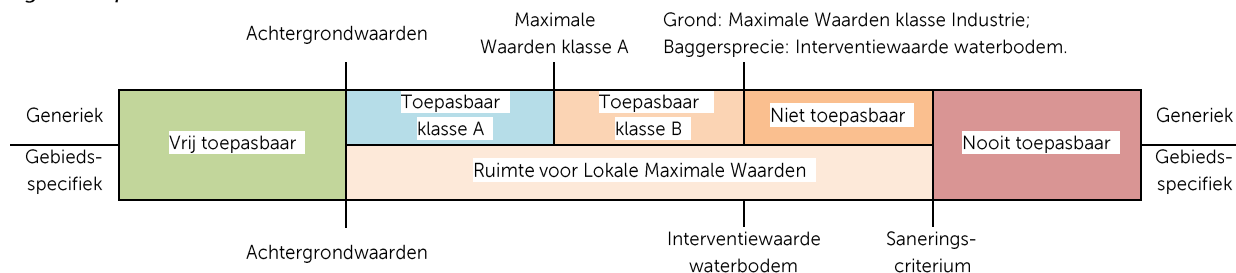 Achtergrondwaarden
Maximale
Waarden klasse A
Grond: Maximale Waarden klasse Industrie;
Baggersprecie: Interventiewaarde waterbodem.
Generiek
Gebieds-
specifiek
Vrij toepasbaar
Toepasbaar
klasse A
Toepasbaar
klasse B
Niet toepasbaar
Ruimte voor Lokale Maximale Waarden
Nooit toepasbaar
Generiek
Gebieds-
specifiek
Achtergrondwaarden
Interventiewaarde
waterbodem
Sanerings-
criterium